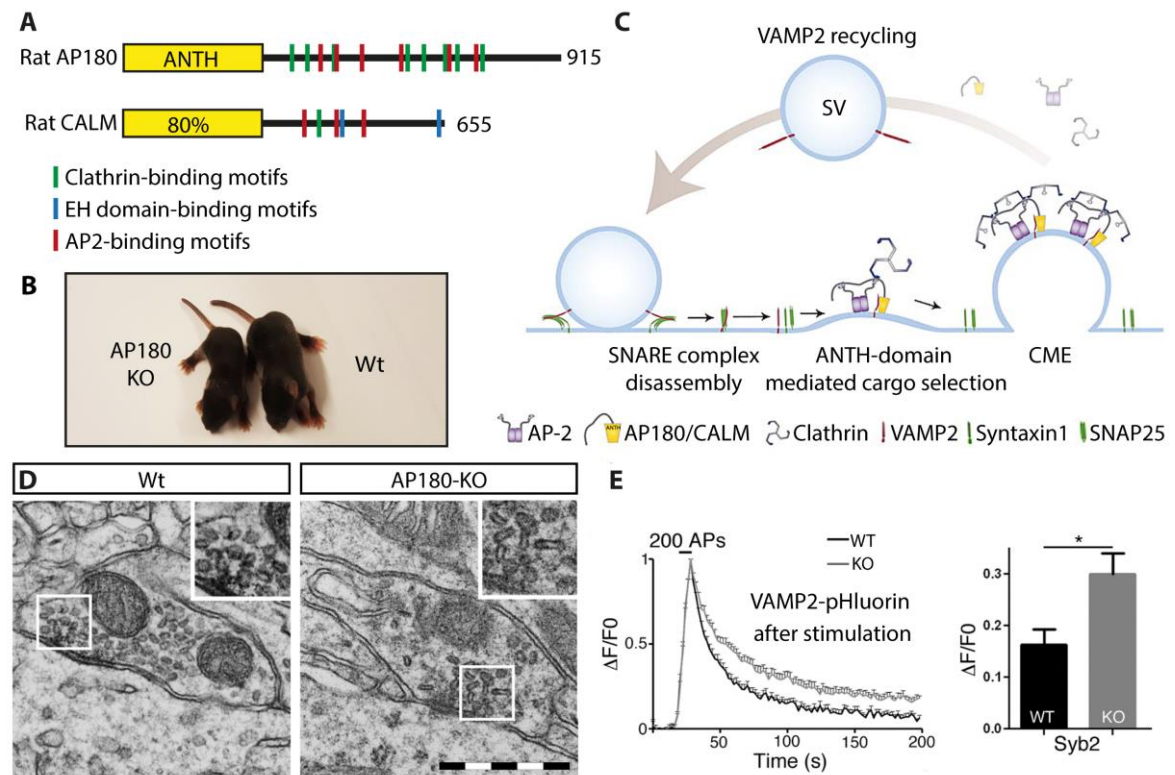 A
Rat AP180
ANTH
915
Rat CALM
80%
655
Clathrin-binding motifs
EH domain-binding motifs
AP2-binding motifs
B
AP180
KO
Wt
C
VAMP2 recycling
SV
SNARE complex
disassembly
ANTH-domain
mediated cargo selection
CME
AP-2
ANTH
AP180/CALM
Clathrin
VAMP2
Syntaxin1
SNAP25
D
Wt
AP180-KO
E
200 APs
WT
KO
VAMP2-pHluorin
after stimulation
ΔF/F0
1
0.5
0
50
100
150
200
Time (s)
*
ΔF/F0
0.3
0.2
0.1
0.0
WT
KO
Syb2